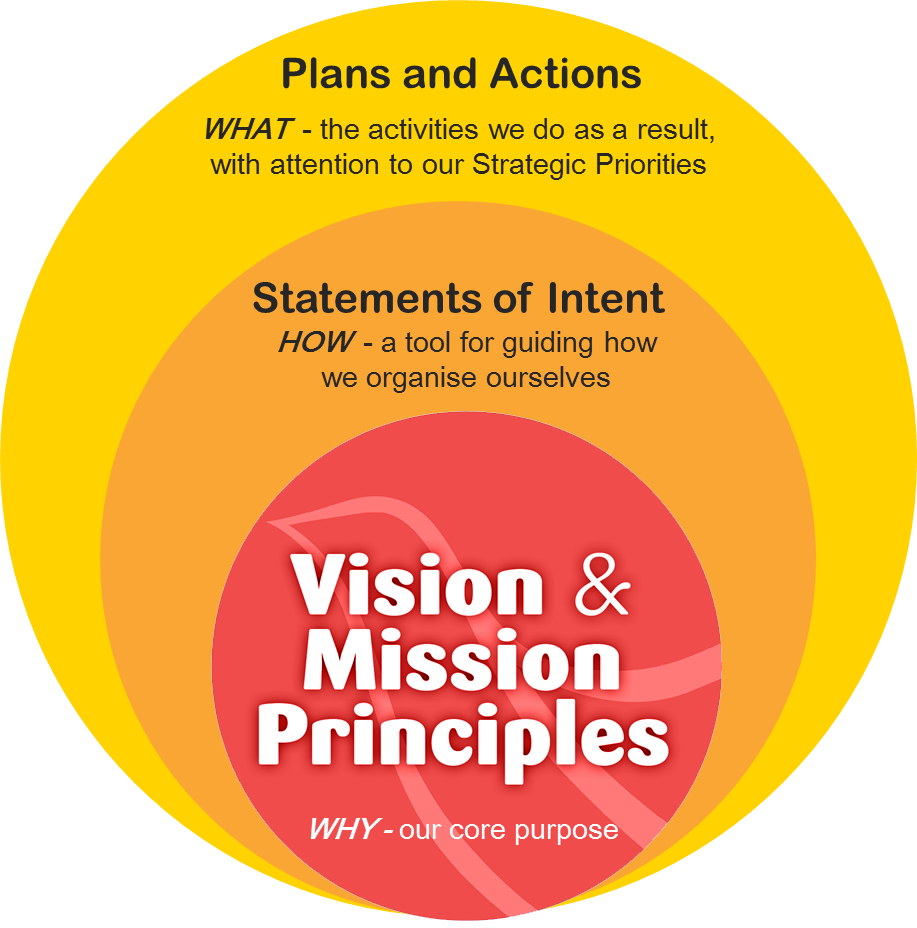 Plans and Actions
WHAT - the activities we do as a result,
with attention to our Strategic Priorities
Statements of Intent
HOW - a tool for guiding how
we organise ourselves
Vision &
Mission
Principles
WHY - our core purpose